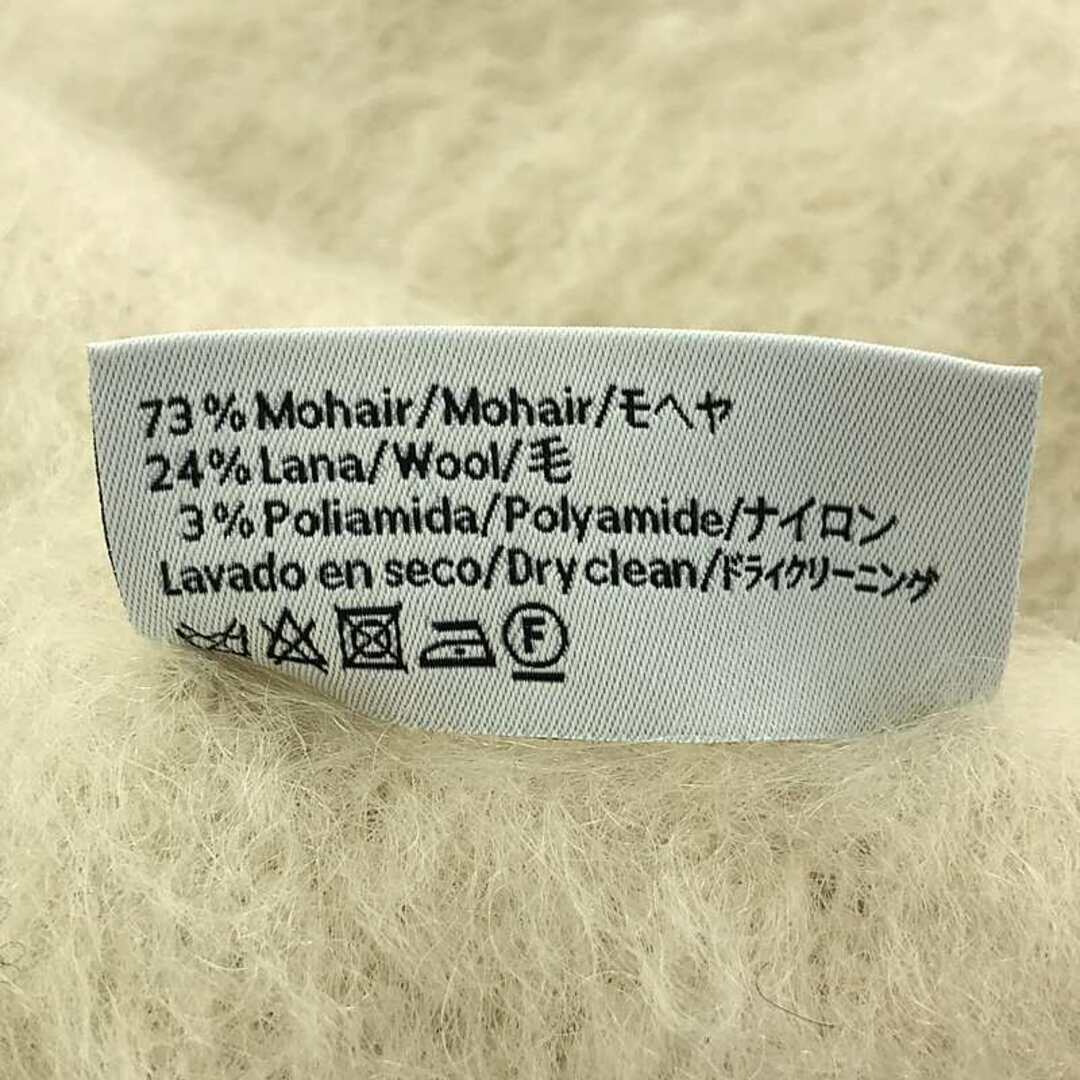 73% Mohair/Mohair/モヘヤ
24% Lana/Wool/毛
3% Poliamida/Polyamide/ナイロン
Lavado en seco/Dry clean/ドライクリーニング
F